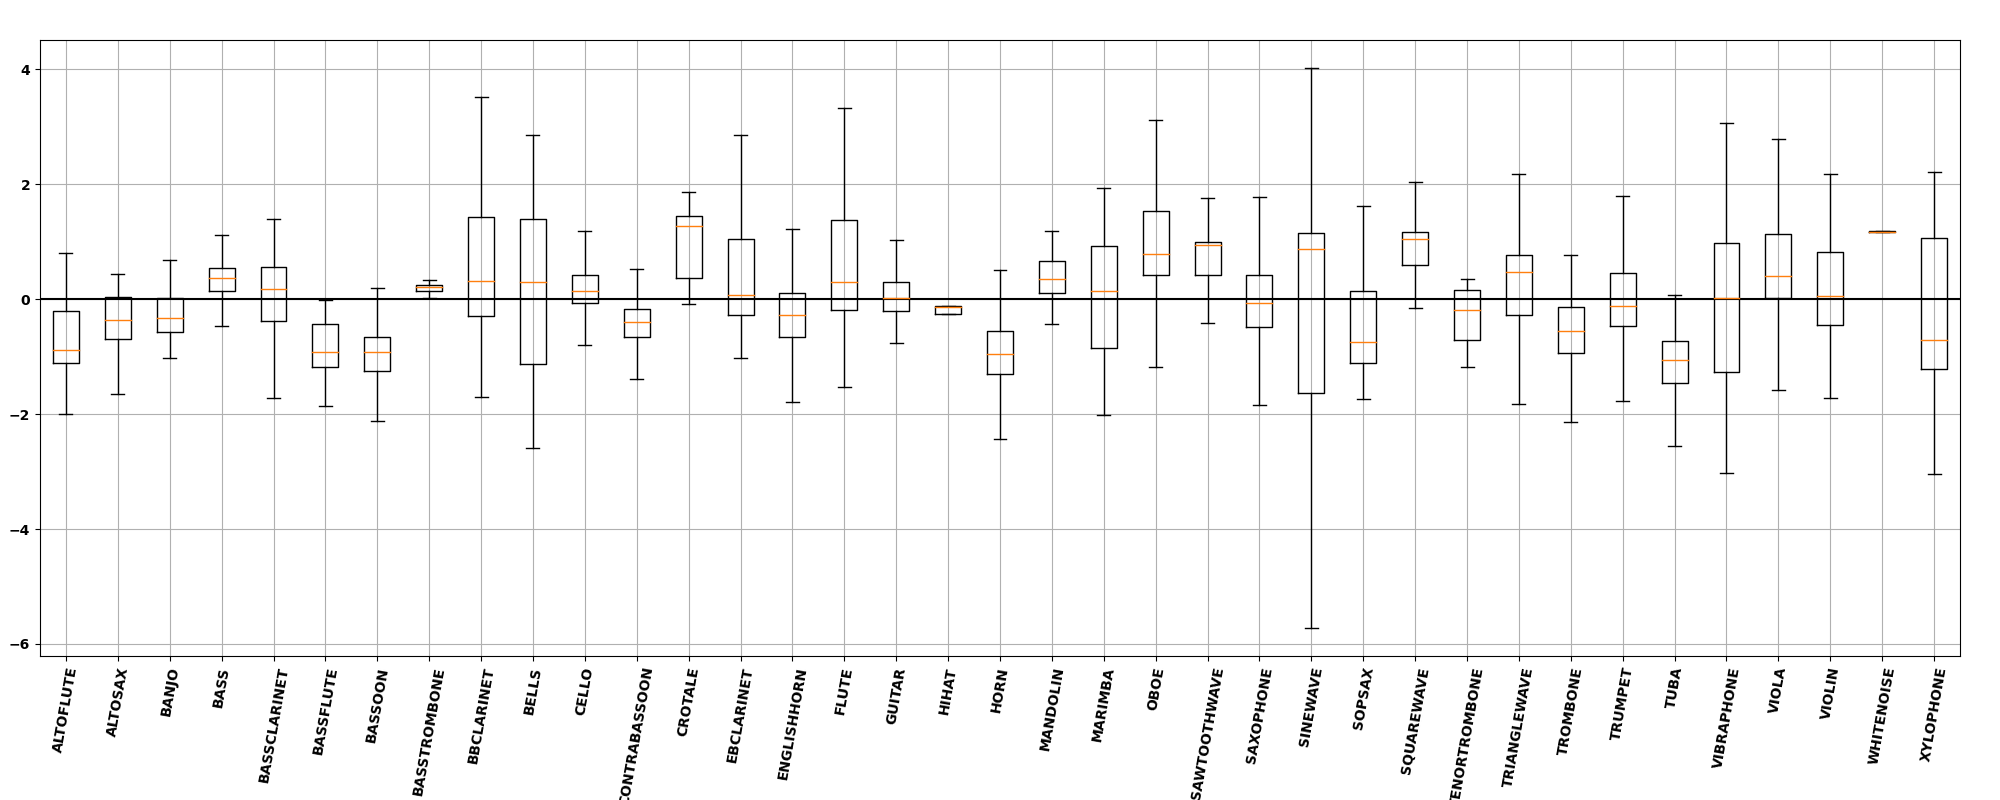 4
2
0
−2
−4
−6
ALTOFLUTE
ALTOSAX
BANJO
BASS
BASSCLARINET
BASSFLUTE
BASSOON
BASSTROMBONE
BBCLARINET
BELLS
CELLO
CONTRABASSOON
CROTALE
EBCLARINET
ENGLISHHORN
FLUTE
GUITAR
HIHAT
HORN
MANDOLIN
MARIMBA
OBOE
SAWTOOTHWAVE
SAXOPHONE
SINEWAVE
SOPSAX
SQUAREWAVE
TENORTROMBONE
TRIANGLEWAVE
TROMBONE
TRUMPET
TUBA
VIBRAPHONE
VIOLA
VIOLIN
WHITENOISE
XYLOPHONE